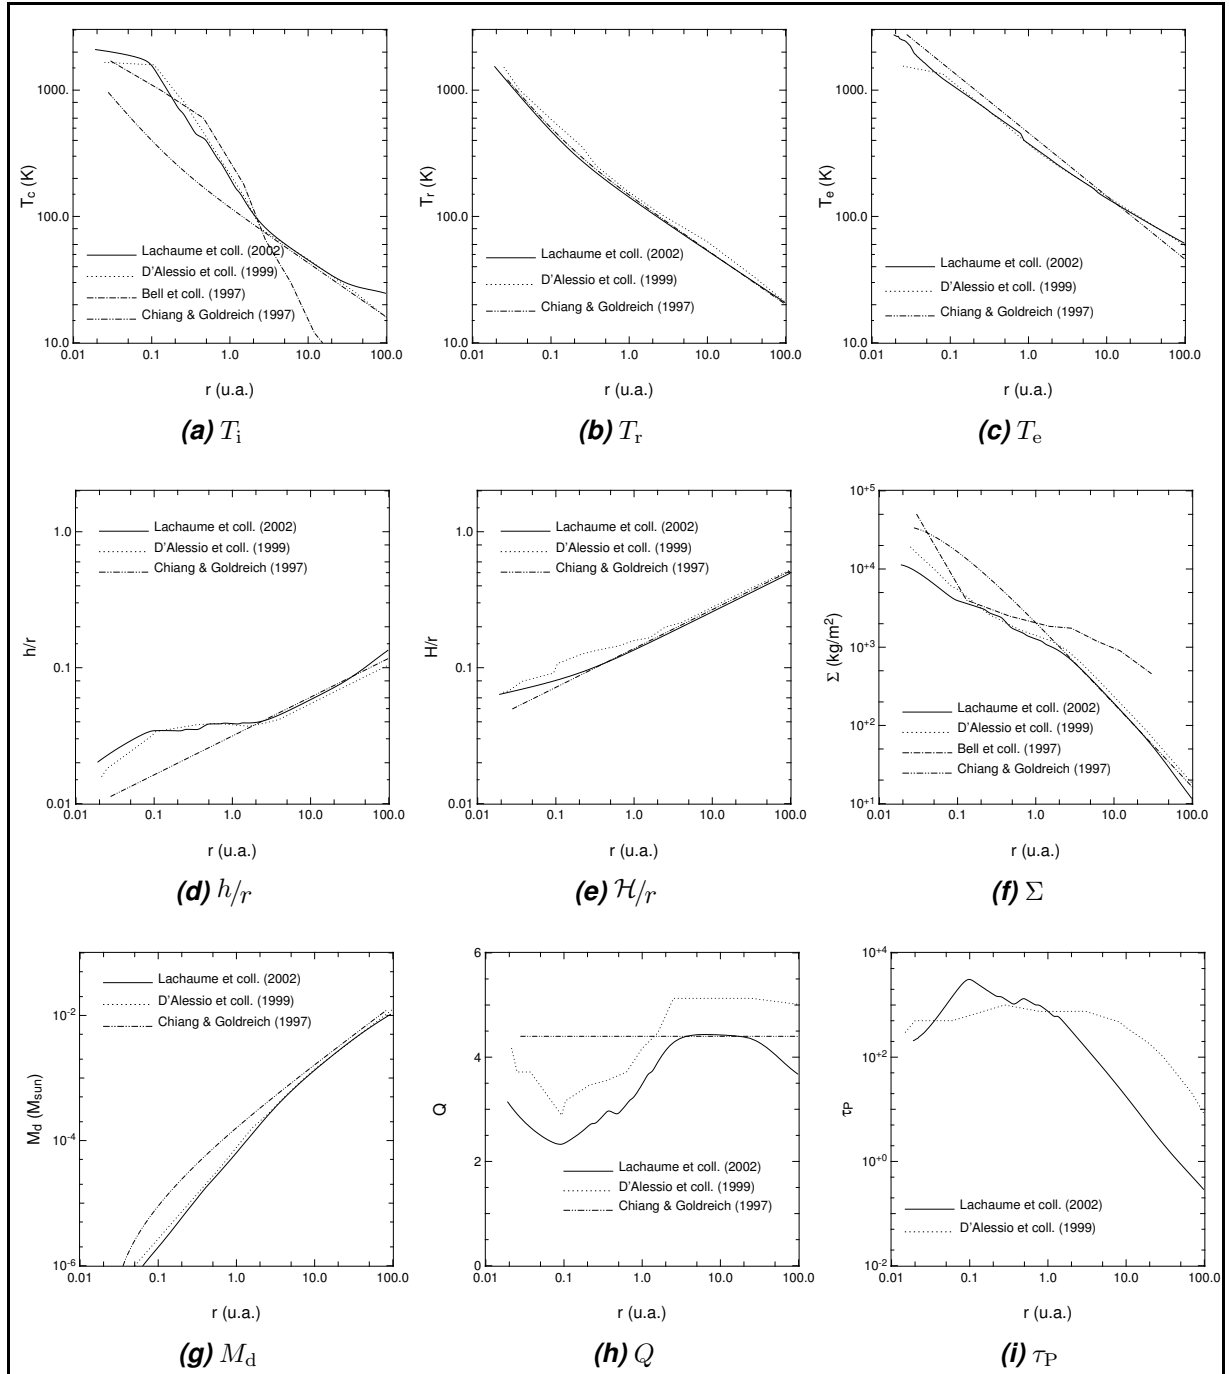 1000.
100.0
10.0
T_c (K)
Lachaume et coll. (2002)
D'Alessio et coll. (1999)
Bell et coll. (1997)
Chiang & Goldreich (1997)
0.01 0.1 1.0 10.0 100.0
r (u.a.)
(a) T_i
1000.
100.0
10.0
T_r (K)
Lachaume et coll. (2002)
D'Alessio et coll. (1999)
Chiang & Goldreich (1997)
0.01 0.1 1.0 10.0 100.0
r (u.a.)
(b) T_r
1000.
100.0
10.0
T_e (K)
Lachaume et coll. (2002)
D'Alessio et coll. (1999)
Chiang & Goldreich (1997)
0.01 0.1 1.0 10.0 100.0
r (u.a.)
(c) T_e
1.0
0.1
0.01
h/r
Lachaume et coll. (2002)
D'Alessio et coll. (1999)
Chiang & Goldreich (1997)
0.01 0.1 1.0 10.0 100.0
r (u.a.)
(d) h/r
1.0
0.1
0.01
H/r
Lachaume et coll. (2002)
D'Alessio et coll. (1999)
Chiang & Goldreich (1997)
0.01 0.1 1.0 10.0 100.0
r (u.a.)
(e) ℋ/r
10+5
10+4
10+3
10+2
10+1
Σ (kg/m²)
Lachaume et coll. (2002)
D'Alessio et coll. (1999)
Bell et coll. (1997)
Chiang & Goldreich (1997)
0.01 0.1 1.0 10.0 100.0
r (u.a.)
(f) Σ
10-2
10-4
10-6
M_d (M_sun)
Lachaume et coll. (2002)
D'Alessio et coll. (1999)
Chiang & Goldreich (1997)
0.01 0.1 1.0 10.0 100.0
r (u.a.)
(g) M_d
6
4
2
0
Q
Lachaume et coll. (2002)
D'Alessio et coll. (1999)
Chiang & Goldreich (1997)
0.01 0.1 1.0 10.0 100.0
r (u.a.)
(h) Q
10+4
10+2
10+0
10-2
τ_P
Lachaume et coll. (2002)
D'Alessio et coll. (1999)
0.01 0.1 1.0 10.0 100.0
r (u.a.)
(i) τ_P